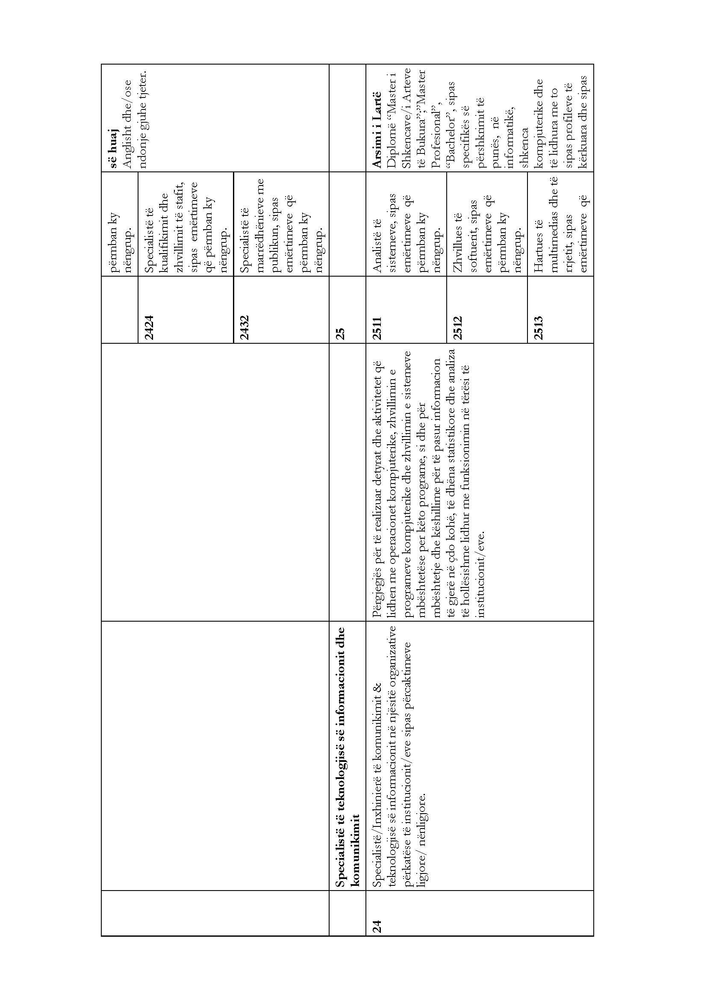 përmban ky
nëngrup.
së huaj
Anglisht dhe/ose
ndonje gjuhe tjeter.
2424
Specialistë të
kualifikimit dhe
zhvillimit të stafit,
sipas emërtimeve
që përmban ky
nëngrup.
2432
Specialistë të
marrëdhënieve me
publikun, sipas
emërtimeve që
përmban ky
nëngrup.
Specialistë të teknologjisë së informacionit dhe
komunikimit
25
24
Specialistë/Inxhinierë të komunikimit &
teknologjisë së informacionit në njësitë organizative
përkatëse të institucionit/eve sipas përcaktimeve
ligjore/ nënligjore.
Përgjegjës për të realizuar detyrat dhe aktivitetet që
lidhen me operacionet kompjuterike, zhvillimin e
programeve kompjuterike dhe zhvillimin e sistemeve
mbështetëse per këto programe, si dhe për
mbështetje dhe këshillime për të pasur informacion
të gjerë në çdo kohë, të dhëna statistikore dhe analiza
të hollësishme lidhur me funksionimin në tërësi të
institucionit/eve.
2511
Analistë të
sistemeve, sipas
emërtimeve që
përmban ky
nëngrup.
2512
Zhvillues të
softuerit, sipas
emërtimeve që
përmban ky
nëngrup.
2513
Hartues të
multimedias dhe të
rrjetit, sipas
emërtimeve që
Arsimi i Lartë
Diplomë “Master i
Shkencave/i Arteve
të Bukura”;”Master
Profesional”,
“Bachelor”, sipas
specifikës së
përshkrimit të
punës, në
informatikë,
shkenca
kompjuterike dhe
të lidhura me to
sipas profileve të
kërkuara dhe sipas